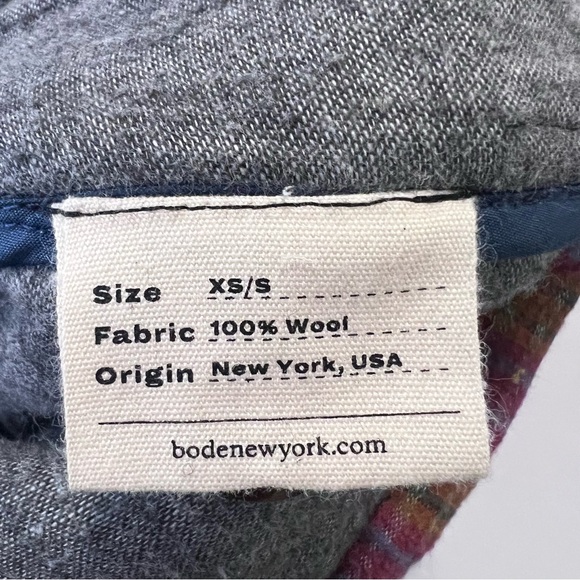 Size XS/S
Fabric 100% Wool
Origin New York, USA
bodenewyork.com